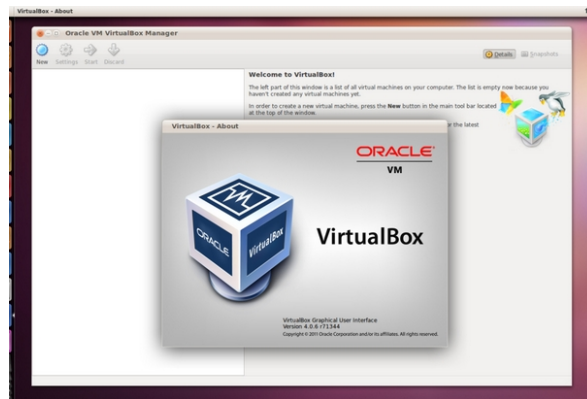 VirtualBox - About
Oracle VM VirtualBox Manager
New Settings Start Discard
Details Snapshots
Welcome to VirtualBox!
The left part of this window is a list of all virtual machines on your computer. The list is empty now because you
haven't created any virtual machines yet.
In order to create a new virtual machine, press the New button in the main tool bar located
at the top of the window.
or the latest
VirtualBox - About
ORACLE
VM
ORACLE
VirtualBox
VirtualBox
VirtualBox Graphical User Interface
Version 4.0.6 r71344
Copyright © 2011 Oracle Corporation and/or its affiliates. All rights reserved.